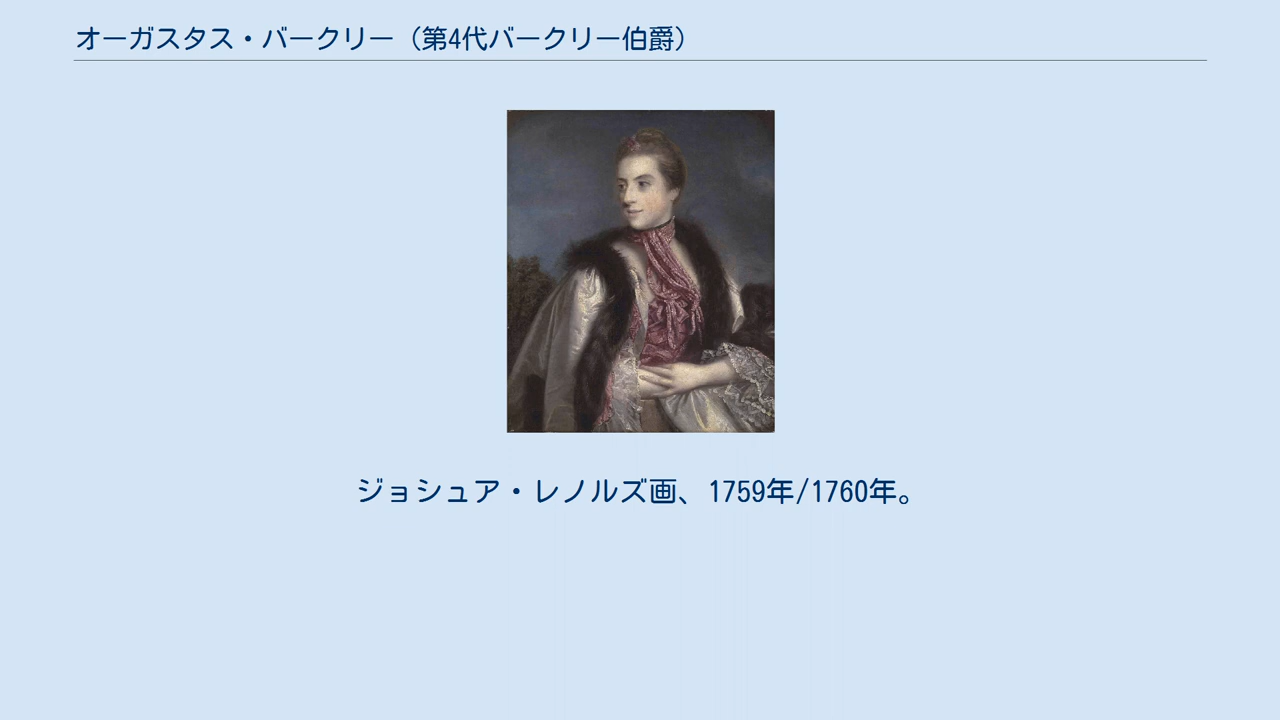 オーガスタス・バークリー（第4代バークリー伯爵）
ジョシュア・レノルズ画、1759年/1760年。